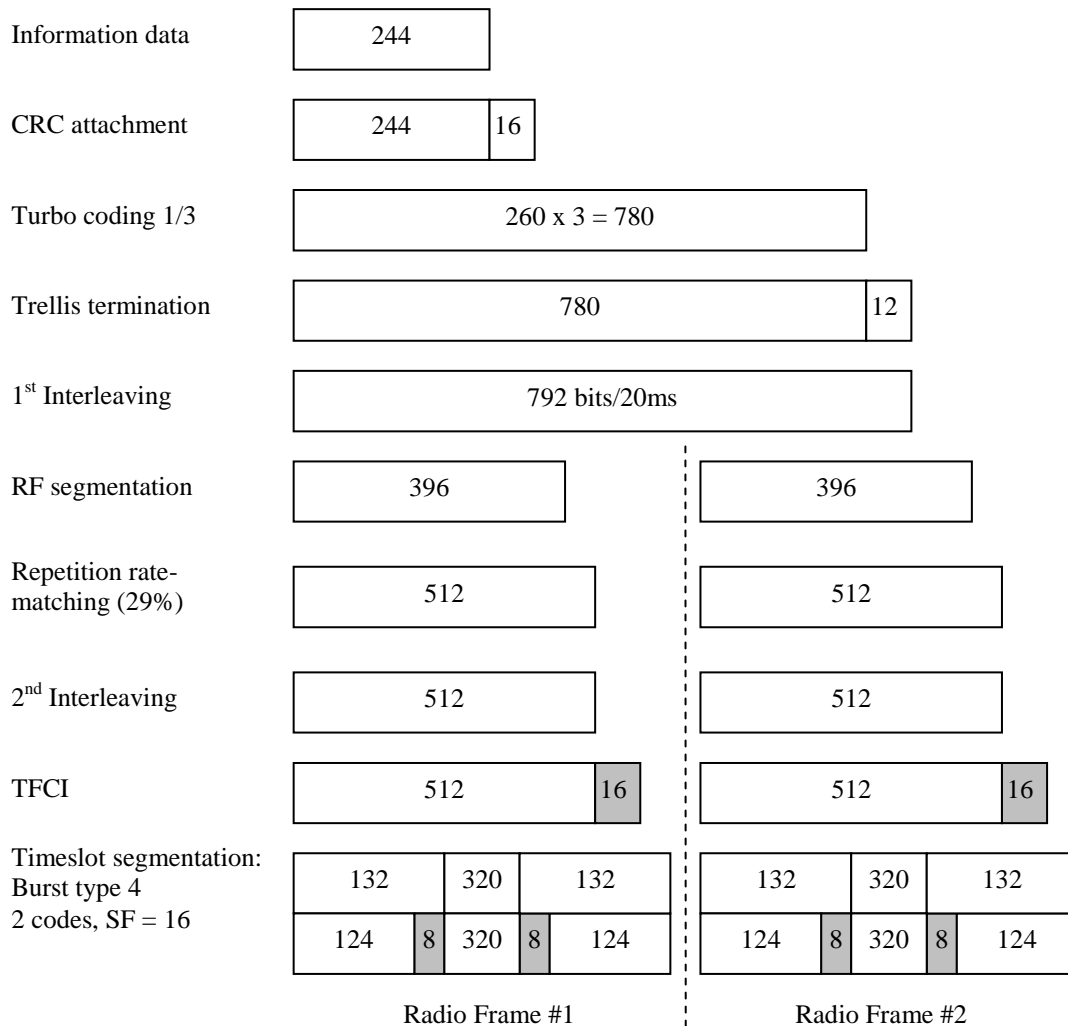 Information data
244
CRC attachment
244 16
Turbo coding 1/3
260 x 3 = 780
Trellis termination
780 12
1st Interleaving
792 bits/20ms
RF segmentation
396 396
Repetition rate-
matching (29%)
512 512
2nd Interleaving
512 512
TFCI
512 16 512 16
Timeslot segmentation:
Burst type 4
2 codes, SF = 16
132 320 132 132 320 132
124 8 320 8 124 124 8 320 8 124
Radio Frame #1 Radio Frame #2